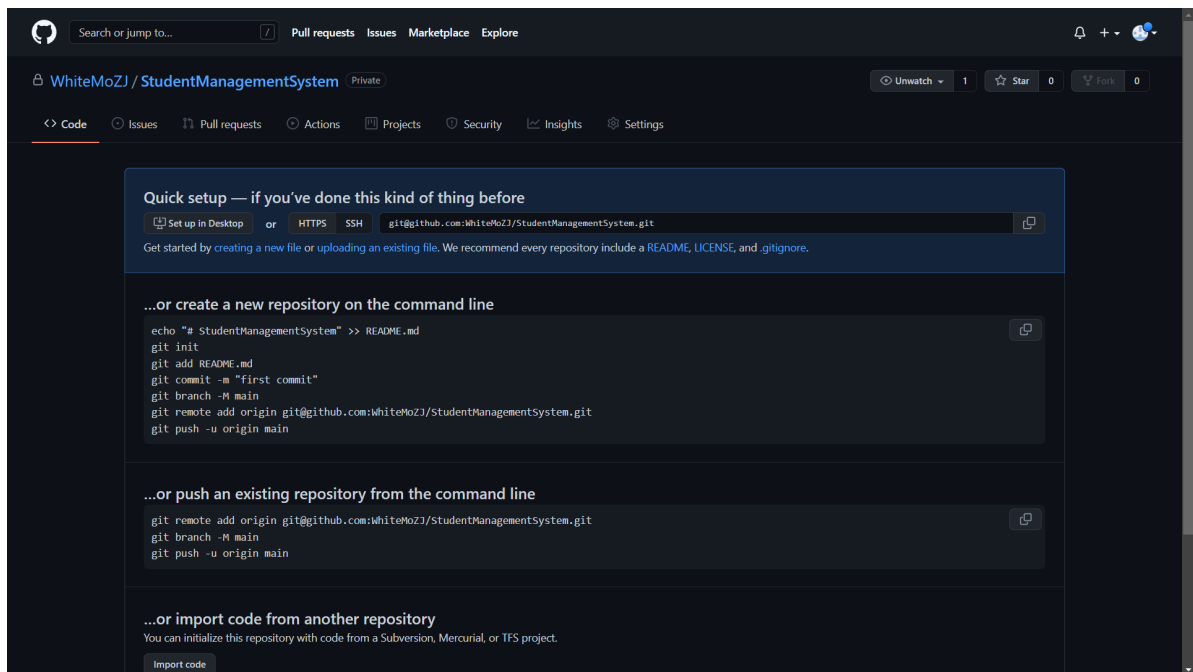 Search or jump to... / Pull requests Issues Marketplace Explore
WhiteMoZJ / StudentManagementSystem Private Unwatch 1 Star 0 Fork 0
Code Issues Pull requests Actions Projects Security Insights Settings
Quick setup — if you've done this kind of thing before
Set up in Desktop or HTTPS SSH git@github.com:WhiteMoZJ/StudentManagementSystem.git
Get started by creating a new file or uploading an existing file. We recommend every repository include a README, LICENSE, and .gitignore.
...or create a new repository on the command line
echo "# StudentManagementSystem" >> README.md
git init
git add README.md
git commit -m "first commit"
git branch -M main
git remote add origin git@github.com:WhiteMoZJ/StudentManagementSystem.git
git push -u origin main
...or push an existing repository from the command line
git remote add origin git@github.com:WhiteMoZJ/StudentManagementSystem.git
git branch -M main
git push -u origin main
...or import code from another repository
You can initialize this repository with code from a Subversion, Mercurial, or TFS project.
Import code